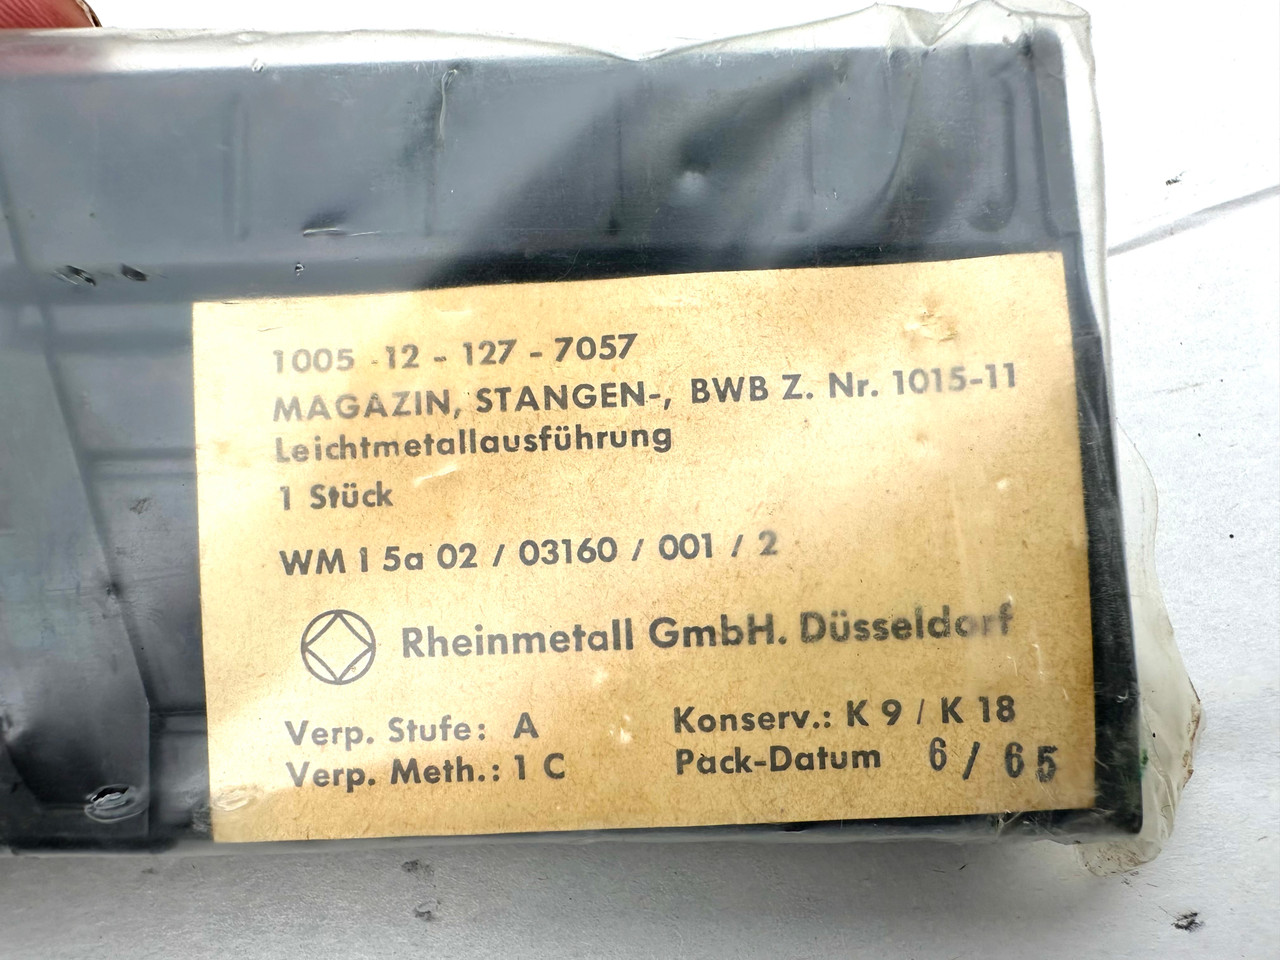 1005 - 12 - 127 - 7057
MAGAZIN, STANGEN-, BWB Z. Nr. 1015-11
Leichtmetallausführung
1 Stück
WM I 5a 02 / 03160 / 001 / 2
Rheinmetall GmbH. Düsseldorf
Verp. Stufe: A Konserv.: K 9 / K 18
Verp. Meth.: 1 C Pack-Datum 6 / 65